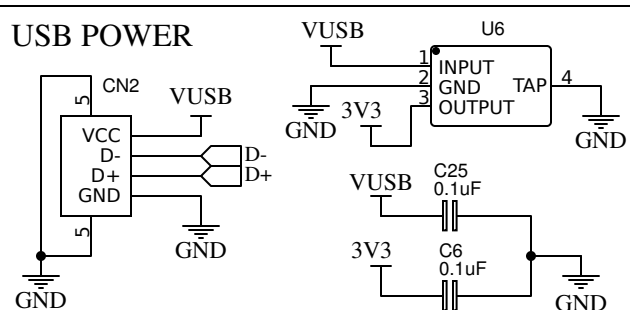 USB POWER
CN2
5
VCC
D-
D+
GND
5
VUSB
D-
D+
GND
GND
VUSB
U6
1
INPUT
2
GND
3
OUTPUT
TAP
4
GND
3V3
GND
VUSB
C25
0.1uF
3V3
C6
0.1uF
GND